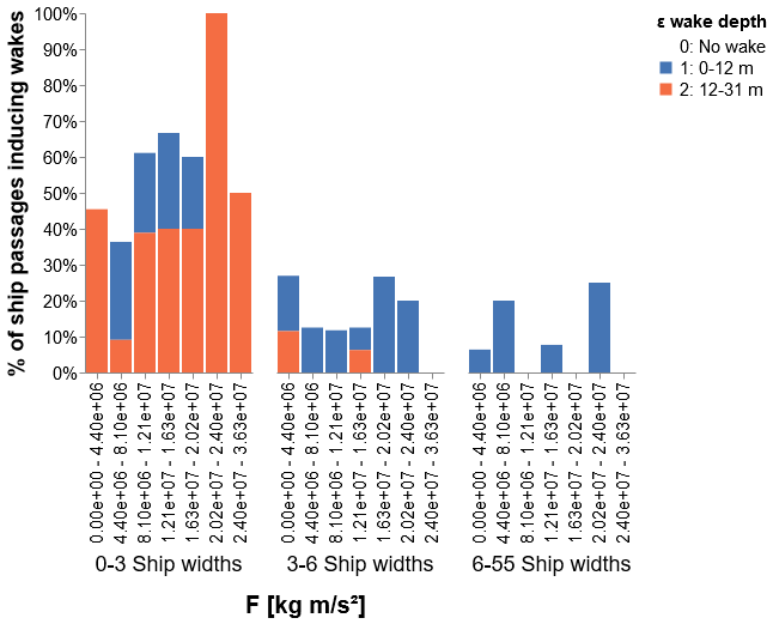 100%
90%
80%
70%
60%
50%
40%
30%
20%
10%
0%
% of ship passages inducing wakes
ε wake depth
0: No wake
1: 0-12 m
2: 12-31 m
0.00e+00 - 4.40e+06
4.40e+06 - 8.10e+06
8.10e+06 - 1.21e+07
1.21e+07 - 1.63e+07
1.63e+07 - 2.02e+07
2.02e+07 - 2.40e+07
2.40e+07 - 3.63e+07
0-3 Ship widths
0.00e+00 - 4.40e+06
4.40e+06 - 8.10e+06
8.10e+06 - 1.21e+07
1.21e+07 - 1.63e+07
1.63e+07 - 2.02e+07
2.02e+07 - 2.40e+07
2.40e+07 - 3.63e+07
3-6 Ship widths
0.00e+00 - 4.40e+06
4.40e+06 - 8.10e+06
8.10e+06 - 1.21e+07
1.21e+07 - 1.63e+07
1.63e+07 - 2.02e+07
2.02e+07 - 2.40e+07
2.40e+07 - 3.63e+07
6-55 Ship widths
F [kg m/s²]